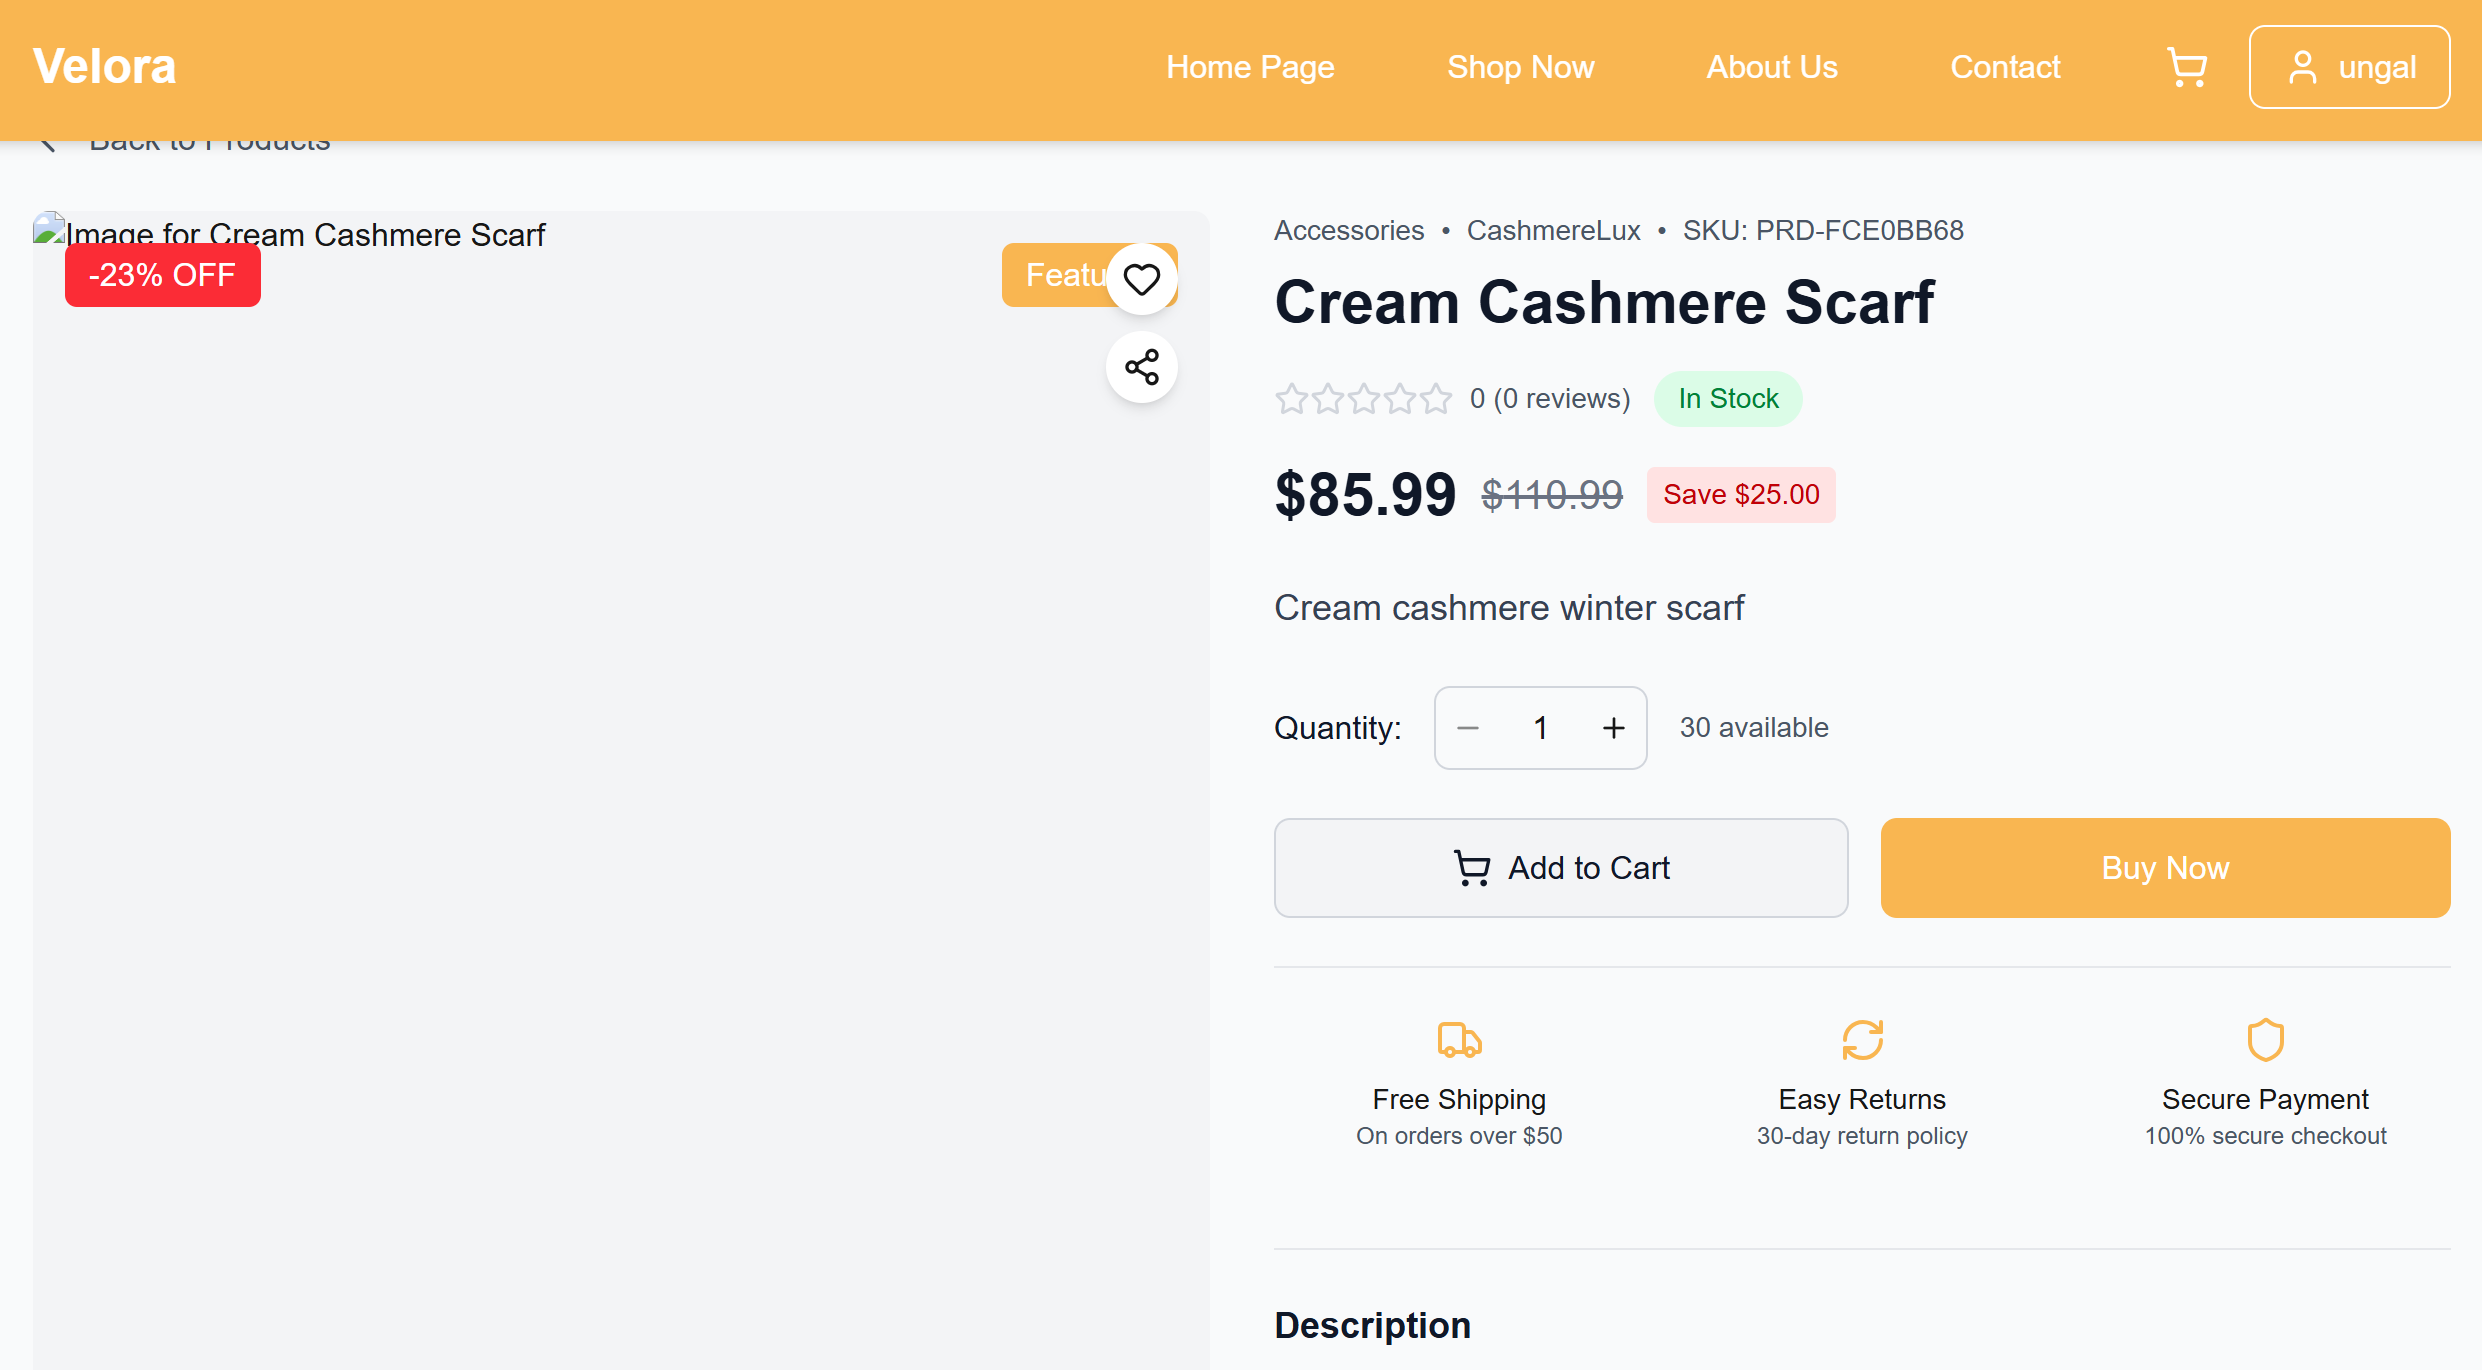 Velora
Home Page
Shop Now
About Us
Contact
ungal
Back to Products
Image for Cream Cashmere Scarf
-23% OFF
Featu
Accessories • CashmereLux • SKU: PRD-FCE0BB68
Cream Cashmere Scarf
0 (0 reviews)
In Stock
$85.99
$110.99
Save $25.00
Cream cashmere winter scarf
Quantity:
1
30 available
Add to Cart
Buy Now
Free Shipping
On orders over $50
Easy Returns
30-day return policy
Secure Payment
100% secure checkout
Description